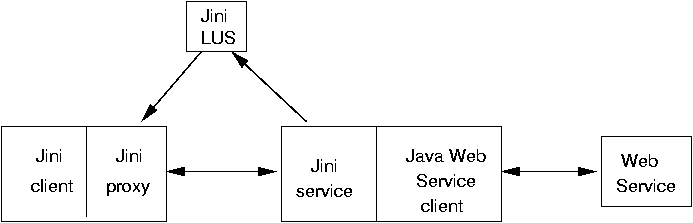 Jini
LUS
Jini
client
Jini
proxy
Jini
service
Java Web
Service
client
Web
Service